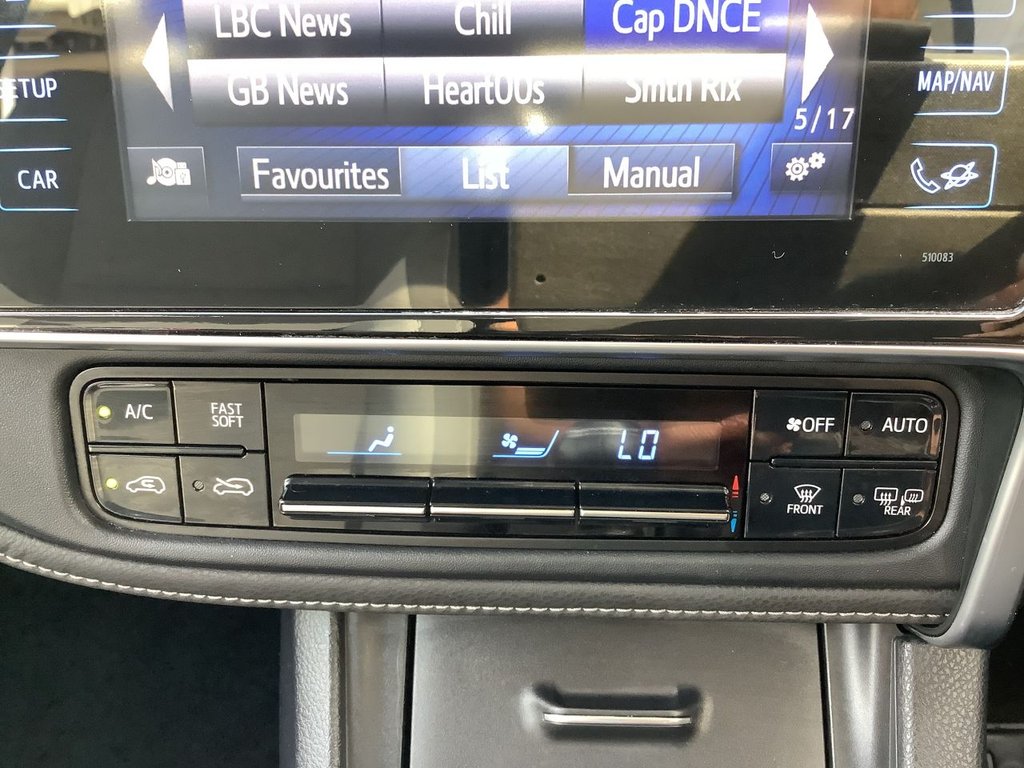 LBC News Chill Cap DNCE
SETUP GB News Heart00s Smth Rlx MAP/NAV
5/17
CAR Favourites List Manual
510083
A/C FAST SOFT LO OFF AUTO
FRONT REAR